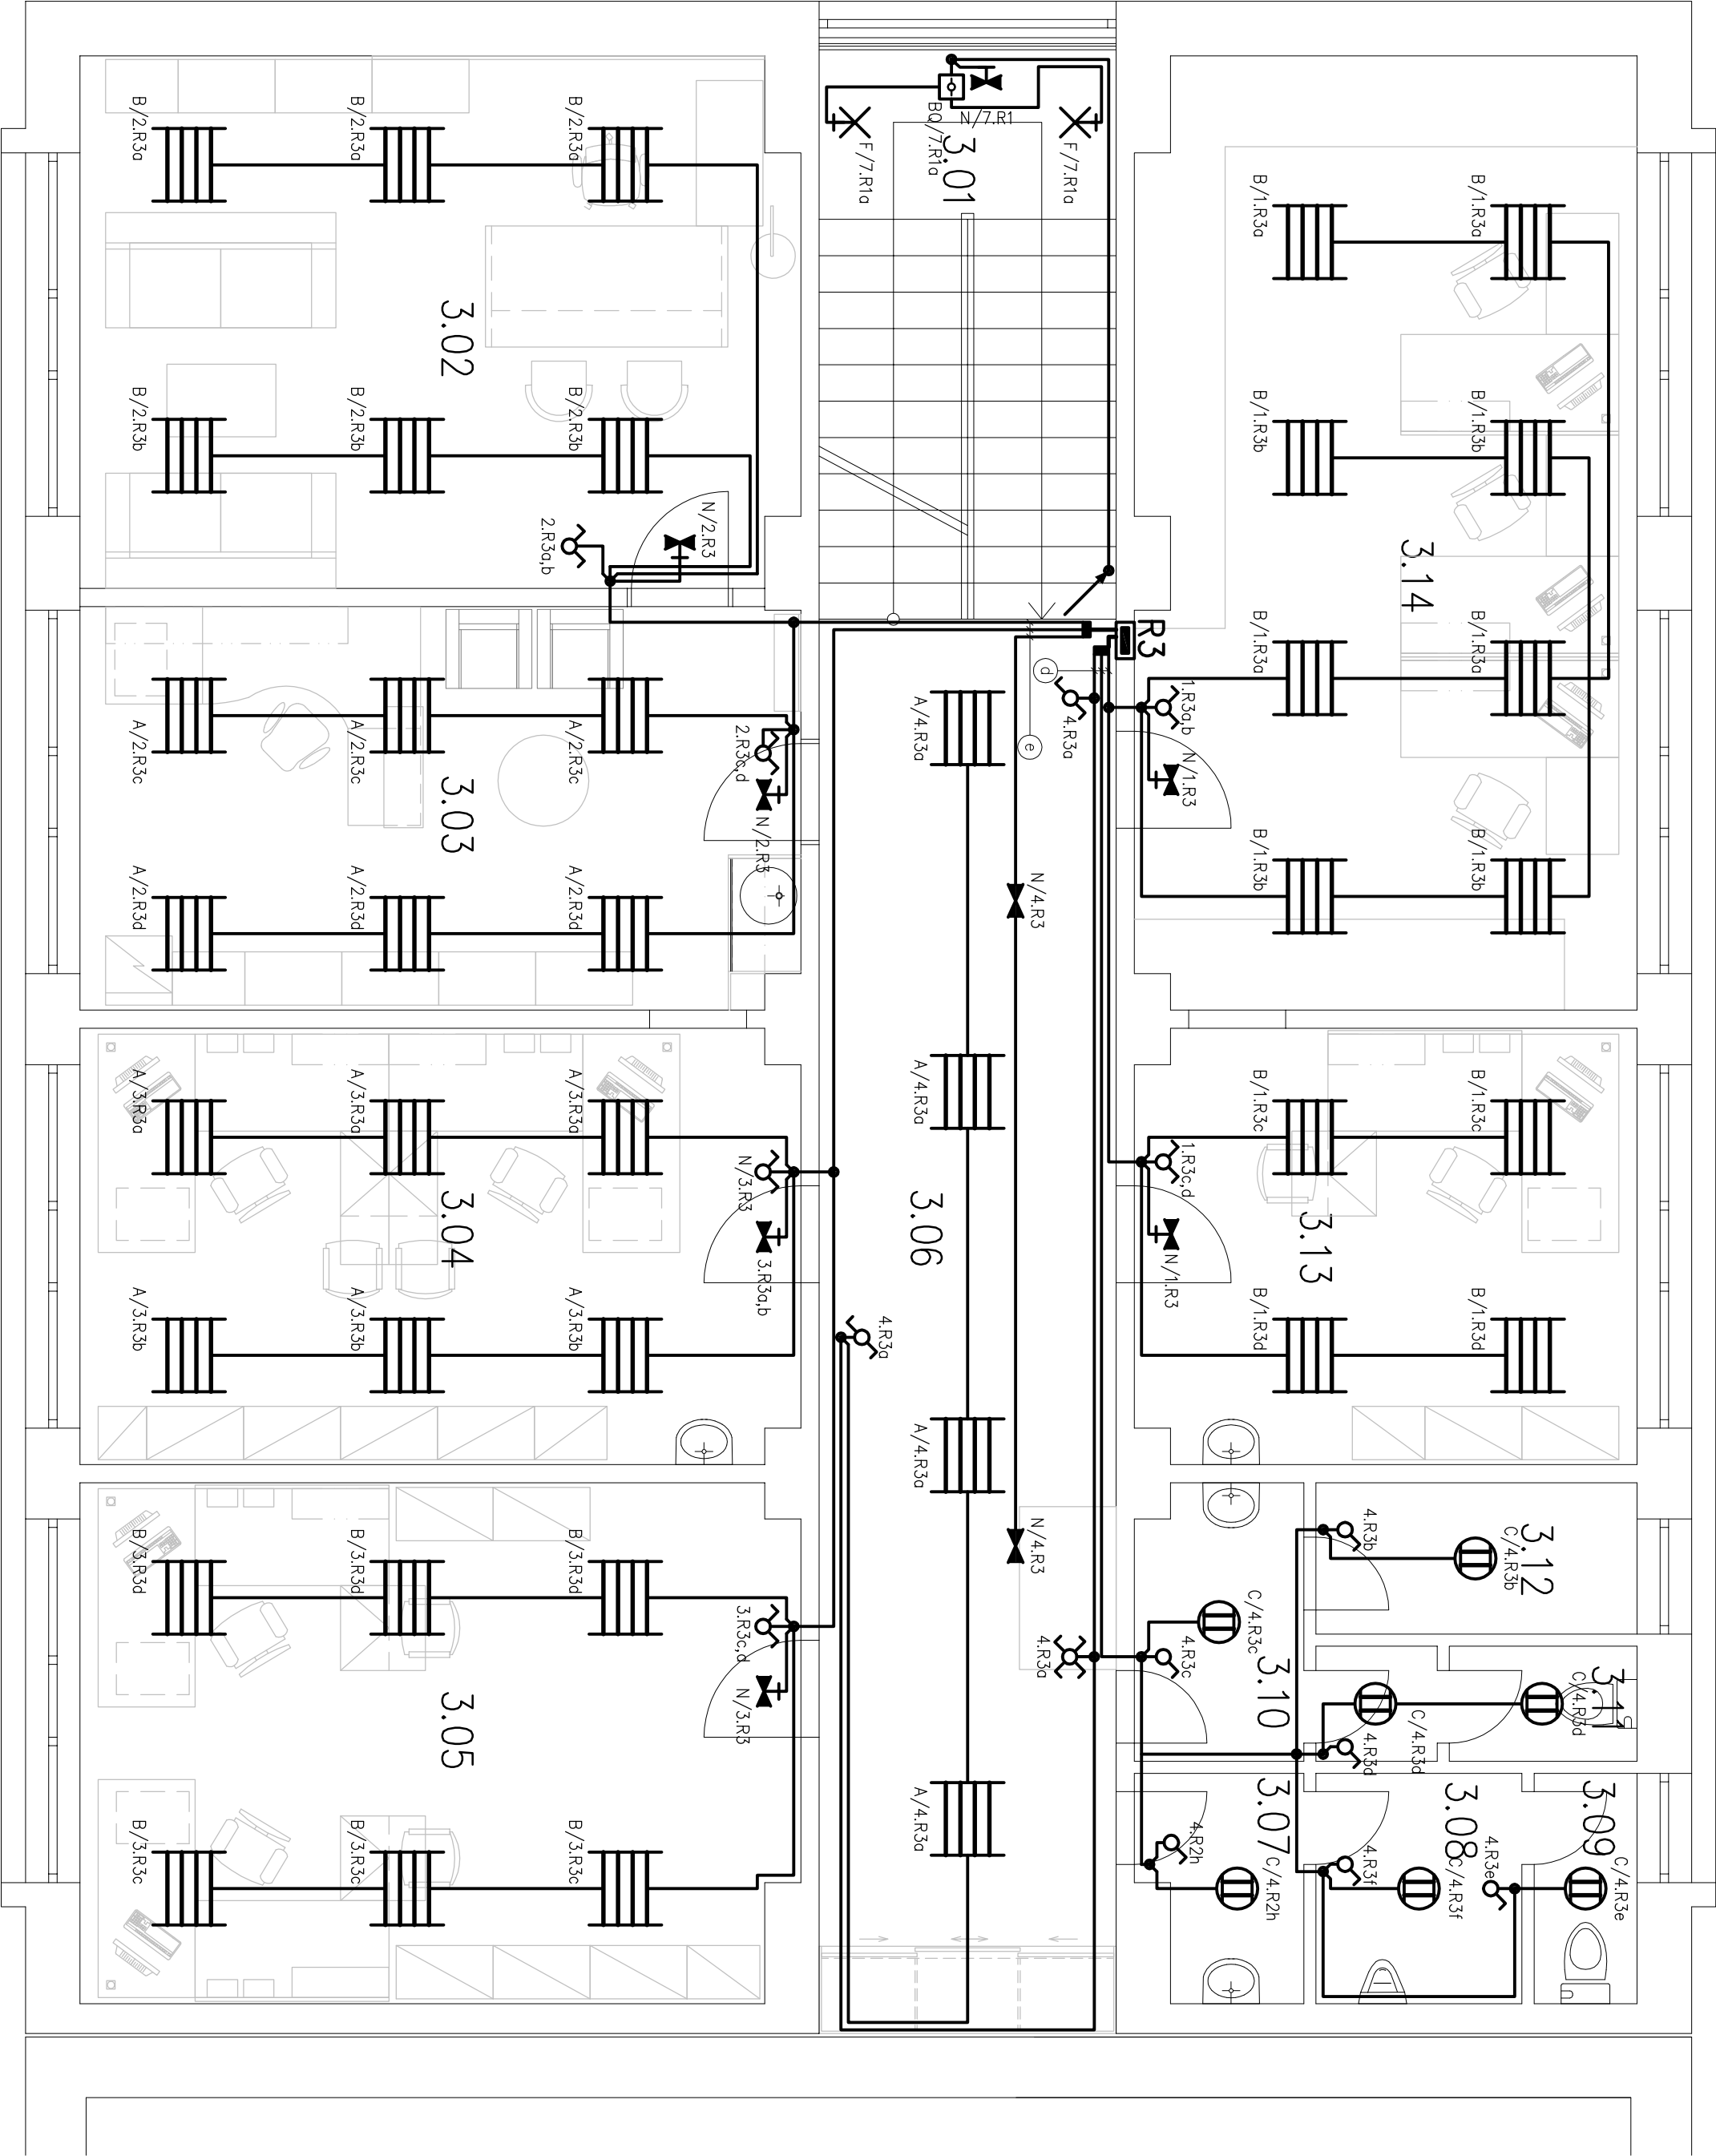 B/2.R3a
B/2.R3a
B/2.R3a
F/7.R1a
BQ/7.R1a
N/7.R1
3.01
F/7.R1a
B/1.R3a
B/1.R3a
3.02
B/2.R3b
B/2.R3b
B/2.R3b
2.R3a,b
N/2.R3
B/1.R3b
B/1.R3b
3.14
R3
d
e
4.R3a
1.R3a,b
N/1.R3
B/1.R3a
B/1.R3a
A/2.R3c
A/2.R3c
A/2.R3c
2.R3c,d
N/2.R3
3.03
A/4.R3a
B/1.R3b
B/1.R3b
A/2.R3d
A/2.R3d
A/2.R3d
N/4.R3
A/3.R3a
A/3.R3a
A/3.R3a
N/3.R3
3.R3a,b
3.04
A/4.R3a
3.06
1.R3c,d
N/1.R3
B/1.R3c
B/1.R3c
3.13
A/3.R3b
A/3.R3b
A/3.R3b
4.R3a
B/1.R3d
B/1.R3d
A/4.R3a
N/4.R3
4.R3b
C/4.R3b
3.12
B/3.R3d
B/3.R3d
B/3.R3d
3.R3c,d
N/3.R3
3.05
4.R3a
4.R3c
C/4.R3c
3.10
4.R3d
C/4.R3d
C/4.R3d
3.11
B/3.R3c
B/3.R3c
B/3.R3c
A/4.R3a
4.R2h
C/4.R2h
3.07
4.R3f
C/4.R3f
3.08
4.R3e
C/4.R3e
3.09